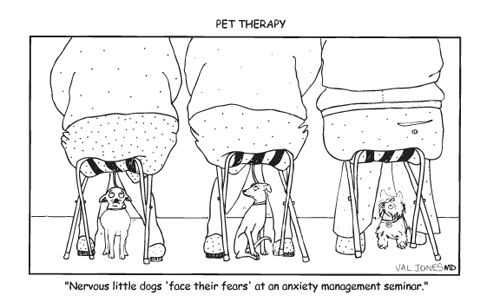 PET THERAPY
VAL JONES MD
"Nervous little dogs 'face their fears' at an anxiety management seminar."